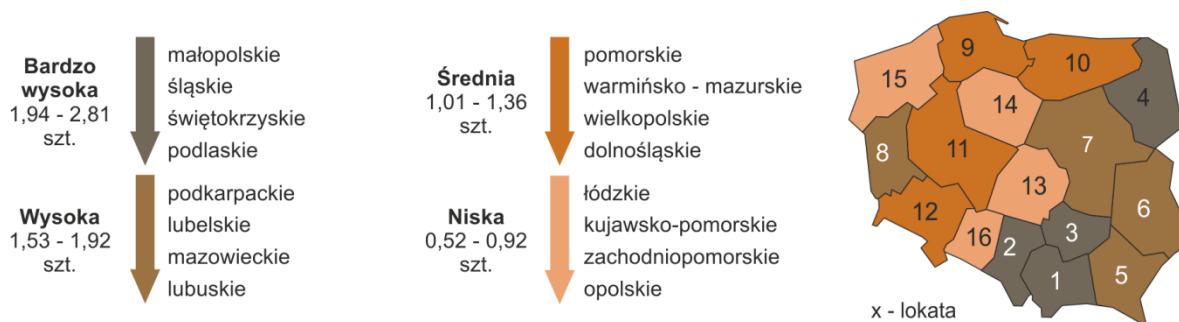 Bardzo
wysoka
1,94 - 2,81
szt.
małopolskie
śląskie
świętokrzyskie
podlaskie
Wysoka
1,53 - 1,92
szt.
podkarpackie
lubelskie
mazowieckie
lubuskie
Średnia
1,01 - 1,36
szt.
pomorskie
warmińsko - mazurskie
wielkopolskie
dolnośląskie
Niska
0,52 - 0,92
szt.
łódzkie
kujawsko-pomorskie
zachodniopomorskie
opolskie
9
10
15
14
4
8
11
7
13
12
6
16
2
3
1
5
x - lokata